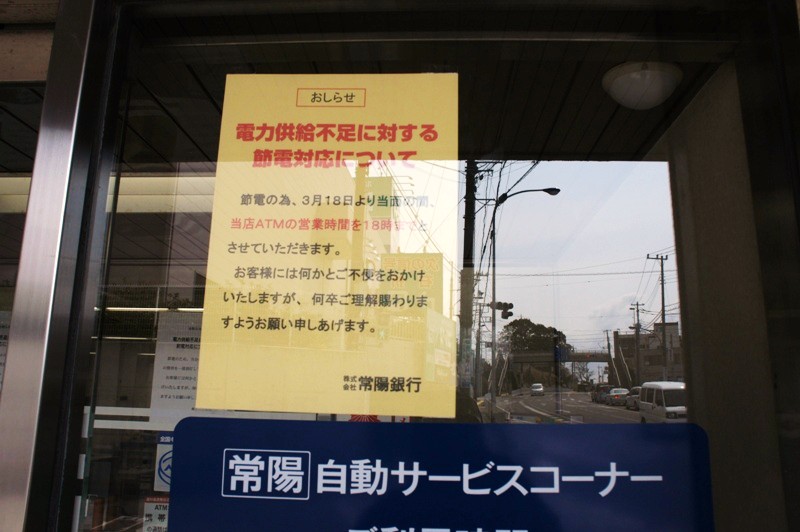 おしらせ
電力供給不足に対する
節電対応について
節電の為、3月18日より当面の間、
当店ATMの営業時間を18時までと
させていただきます。
お客様には何かとご不便をおかけ
いたしますが、何卒ご理解賜わりま
すようお願い申しあげます。
株式会社 常陽銀行
常陽 自動サービスコーナー
ATM
携帯